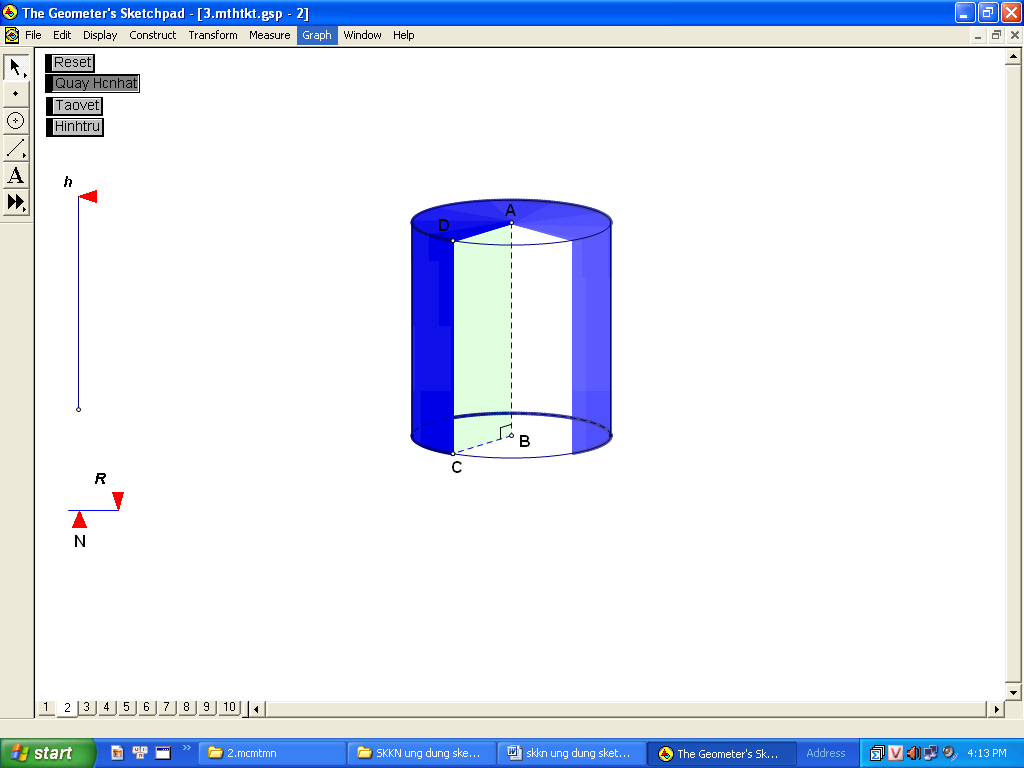 The Geometer's Sketchpad - [3.mthtkt.gsp - 2]
File Edit Display Construct Transform Measure Graph Window Help
Reset
Quay Hcnhat
Taovet
Hinhtru
A
h
A
D
B
C
R
N
1 2 3 4 5 6 7 8 9 10
start
2.mcmtmn
SKKN ung dung ske...
skkn ung dung sket...
The Geometer's Sk...
Address
V
4:13 PM